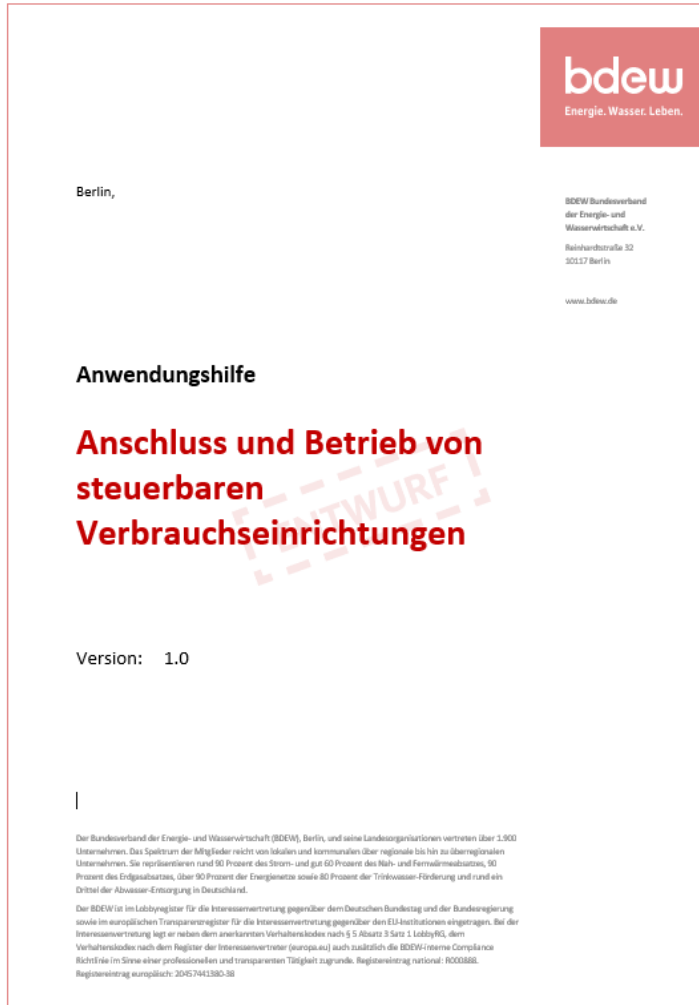 bdew
Energie. Wasser. Leben.
Berlin,
BDEW Bundesverband
der Energie- und
Wasserwirtschaft e.V.
Reinhardtstraße 32
10117 Berlin
www.bdew.de
Anwendungshilfe
Anschluss und Betrieb von
steuerbaren
Verbrauchseinrichtungen
ENTWURF
Version: 1.0
Der Bundesverband der Energie- und Wasserwirtschaft (BDEW), Berlin, und seine Landesorganisationen vertreten über 1.900
Unternehmen. Das Spektrum der Mitglieder reicht von lokalen und kommunalen über regionale bis hin zu überregionalen
Unternehmen. Sie repräsentieren rund 90 Prozent des Strom- und gut 60 Prozent des Nah- und Fernwärmeabsatzes, 90
Prozent des Erdgasabsatzes, über 90 Prozent der Energienetze sowie 80 Prozent der Trinkwasser-Förderung und rund ein
Drittel der Abwasser-Entsorgung in Deutschland.
Der BDEW ist im Lobbyregister für die Interessenvertretung gegenüber dem Deutschen Bundestag und der Bundesregierung
sowie im europäischen Transparenzregister für die Interessenvertretung gegenüber den EU-Institutionen eingetragen. Bei der
Interessenvertretung legt er neben dem anerkannten Verhaltenskodex nach § 5 Absatz 3 Satz 1 LobbyRG, dem
Verhaltenskodex nach dem Register der Interessenvertreter (europa.eu) auch zusätzlich die BDEW-interne Compliance
Richtlinie im Sinne einer professionellen und transparenten Tätigkeit zugrunde. Registereintrag national: R000888.
Registereintrag europäisch: 20457441380-38